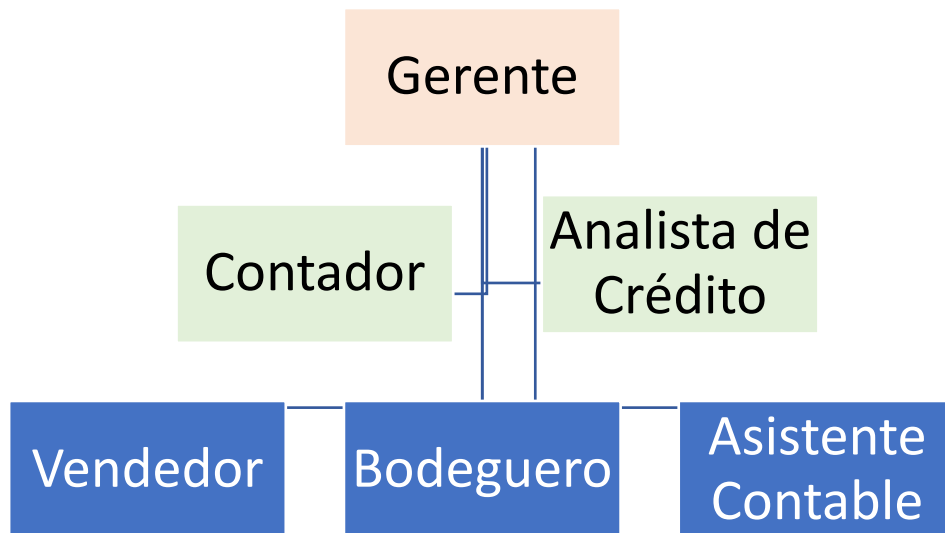 Gerente
Contador
Analista de
Crédito
Vendedor
Bodeguero
Asistente
Contable